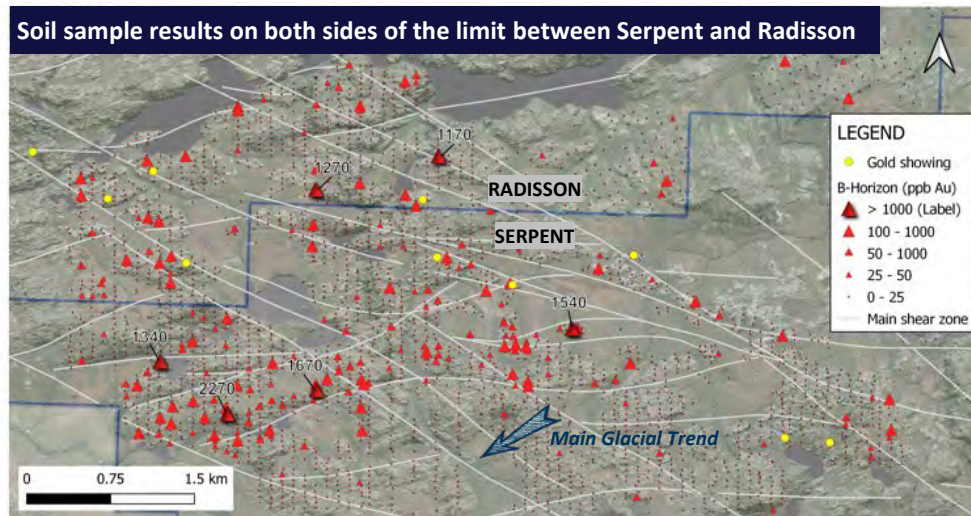 Soil sample results on both sides of the limit between Serpent and Radisson
1170
1270
RADISSON
SERPENT
1540
1340
1670
2270
Main Glacial Trend
LEGEND
Gold showing
B-Horizon (ppb Au)
> 1000 (Label)
100 - 1000
50 - 1000
25 - 50
0 - 25
Main shear zone
0 0.75 1.5 km